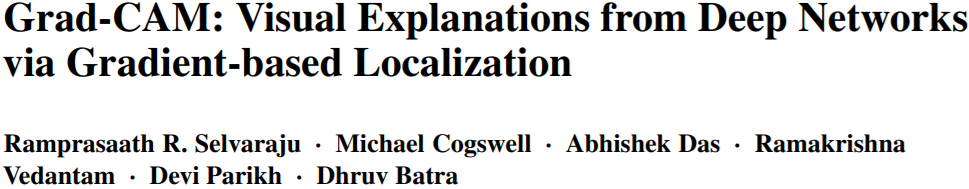 Grad-CAM: Visual Explanations from Deep Networks
via Gradient-based Localization
Ramprasaath R. Selvaraju · Michael Cogswell · Abhishek Das · Ramakrishna
Vedantam · Devi Parikh · Dhruv Batra